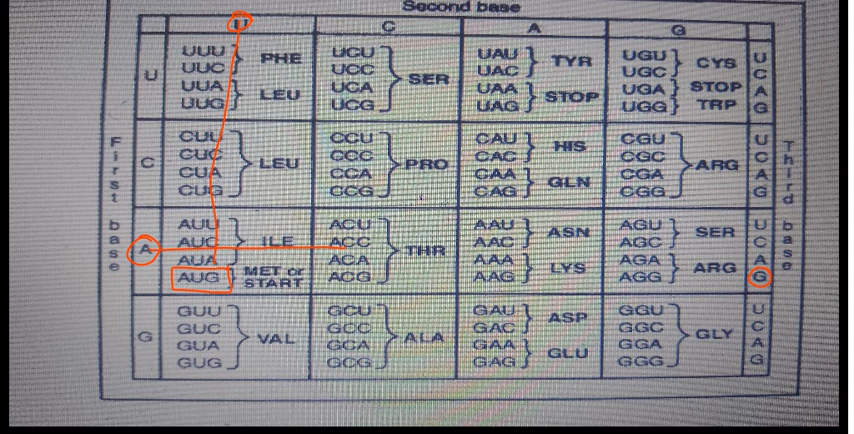 Second base
U C A G
First base
Third base
U
UUU
UUC
PHE
UUA
UUG
LEU
UCU
UCC
UCA
UCG
SER
UAU
UAC
TYR
UAA
UAG
STOP
UGU
UGC
CYS
UGA STOP
UGG TRP
U
C
A
G
C
CUU
CUC
CUA
CUG
LEU
CCU
CCC
CCA
CCG
PRO
CAU
CAC
HIS
CAA
CAG
GLN
CGU
CGC
CGA
CGG
ARG
U
C
A
G
A
AUU
AUC
AUA
ILE
AUG
MET or
START
ACU
ACC
ACA
ACG
THR
AAU
AAC
ASN
AAA
AAG
LYS
AGU
AGC
SER
AGA
AGG
ARG
U
C
A
G
G
GUU
GUC
GUA
GUG
VAL
GCU
GCC
GCA
GCG
ALA
GAU
GAC
ASP
GAA
GAG
GLU
GGU
GGC
GGA
GGG
GLY
U
C
A
G